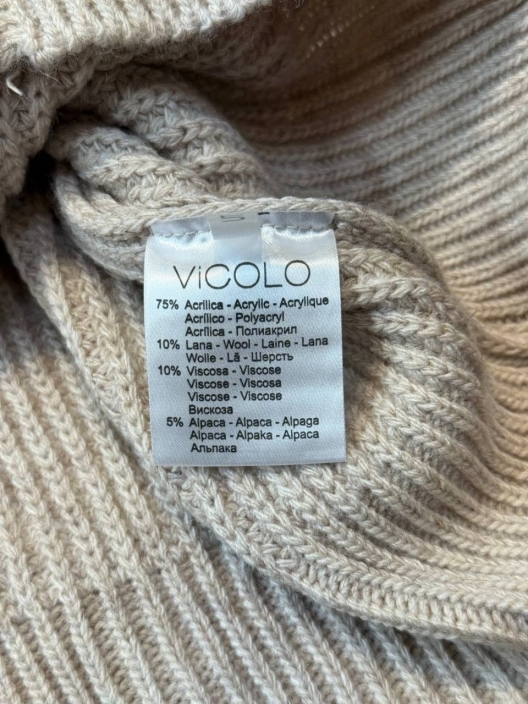 ViCOLO
75% Acrilica - Acrylic - Acrylique
Acrílico - Polyacryl
Acrílica - Полиакрил
10% Lana - Wool - Laine - Lana
Wolle - Lã - Шерсть
10% Viscosa - Viscose
Viscose - Viscosa
Viscose - Viscose
Вискоза
5% Alpaca - Alpaca - Alpaga
Alpaca - Alpaka - Alpaca
Альпака